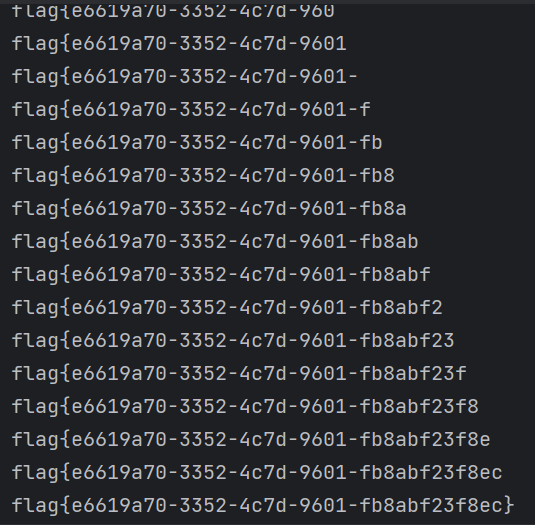 flag{e6619a70-3352-4c7d-960
flag{e6619a70-3352-4c7d-9601
flag{e6619a70-3352-4c7d-9601-
flag{e6619a70-3352-4c7d-9601-f
flag{e6619a70-3352-4c7d-9601-fb
flag{e6619a70-3352-4c7d-9601-fb8
flag{e6619a70-3352-4c7d-9601-fb8a
flag{e6619a70-3352-4c7d-9601-fb8ab
flag{e6619a70-3352-4c7d-9601-fb8abf
flag{e6619a70-3352-4c7d-9601-fb8abf2
flag{e6619a70-3352-4c7d-9601-fb8abf23
flag{e6619a70-3352-4c7d-9601-fb8abf23f
flag{e6619a70-3352-4c7d-9601-fb8abf23f8
flag{e6619a70-3352-4c7d-9601-fb8abf23f8e
flag{e6619a70-3352-4c7d-9601-fb8abf23f8ec
flag{e6619a70-3352-4c7d-9601-fb8abf23f8ec}